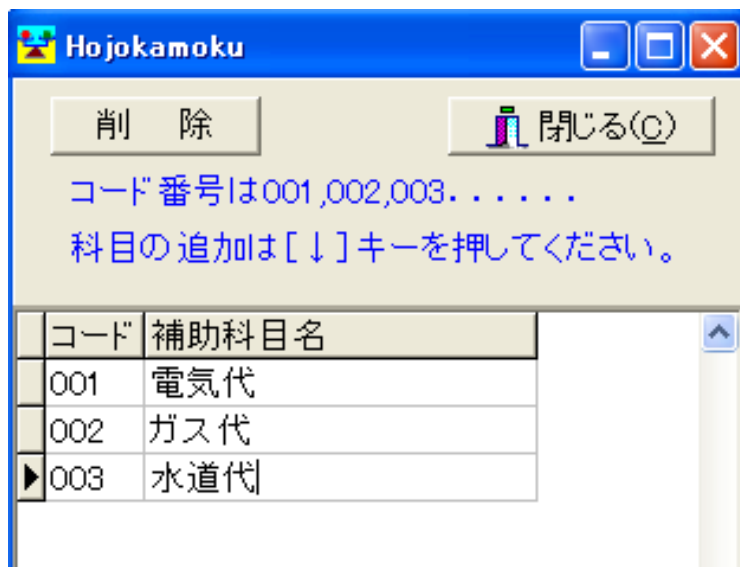 Hojokamoku
削　除　閉じる(C)
コード番号は001,002,003......
科目の追加は[↓]キーを押してください。
コード 補助科目名
001 電気代
002 ガス代
003 水道代